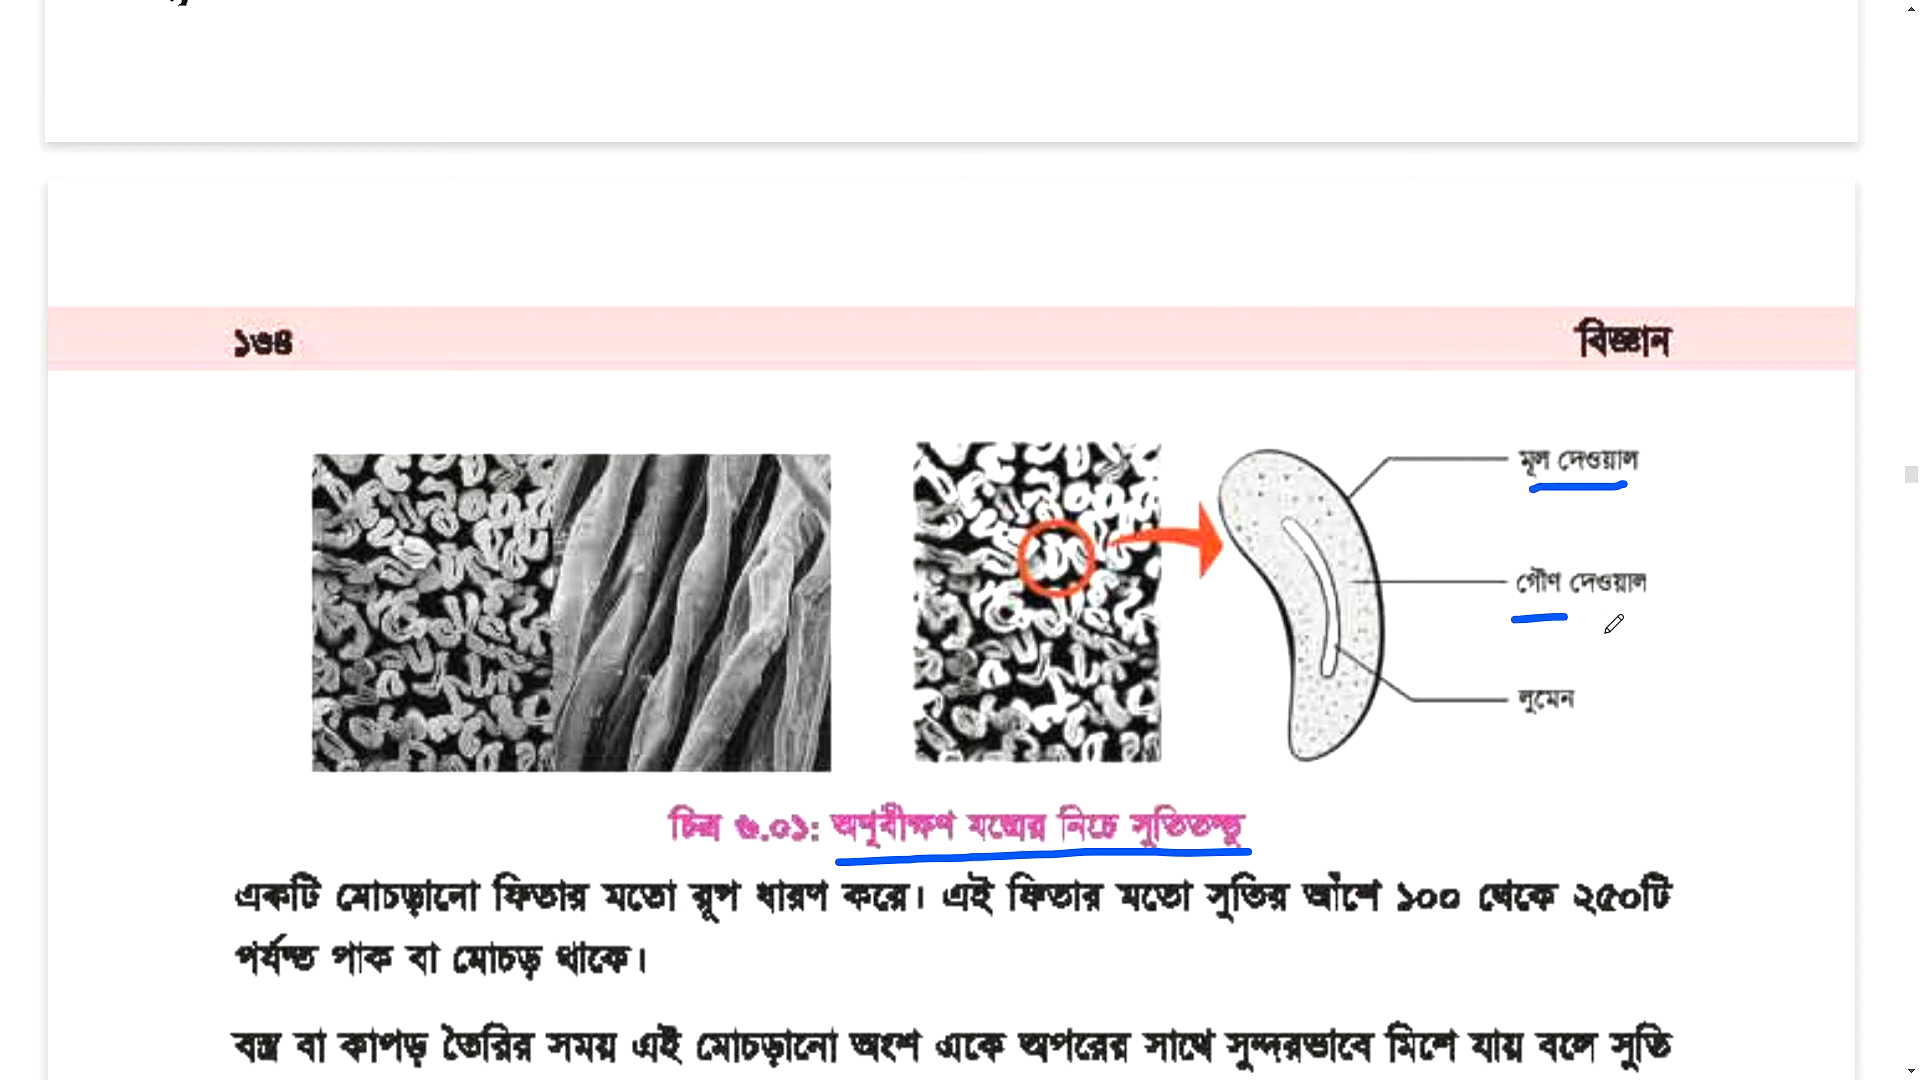 ১৩৪
বিজ্ঞান
মূল দেওয়াল
গৌণ দেওয়াল
লুমেন
চিত্র ৬.০১: অণুবীক্ষণ যন্ত্রের নিচে সুতিতন্তু
একটি মোচড়ানো ফিতার মতো রূপ ধারণ করে। এই ফিতার মতো সুতির আঁশে ১০০ থেকে ২৫০টি
পর্যন্ত পাক বা মোচড় থাকে।
বস্ত্র বা কাপড় তৈরির সময় এই মোচড়ানো অংশ একে অপরের সাথে সুন্দরভাবে মিশে যায় বলে সুতি